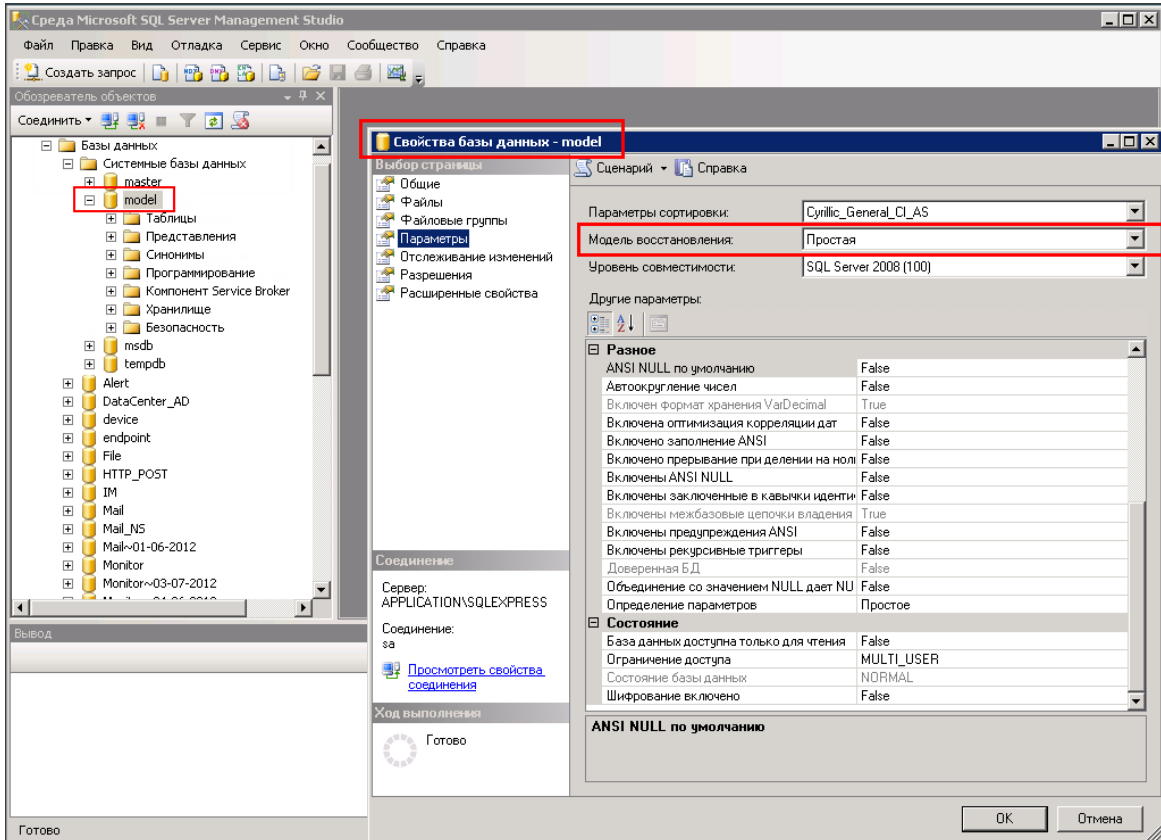 Среда Microsoft SQL Server Management Studio
Файл Правка Вид Отладка Сервис Окно Сообщество Справка
Создать запрос
Обозреватель объектов
Соединить
Базы данных
Системные базы данных
master
model
Таблицы
Представления
Синонимы
Программирование
Компонент Service Broker
Хранилище
Безопасность
msdb
tempdb
Alert
DataCenter_AD
device
endpoint
File
HTTP_POST
IM
Mail
Mail_NS
Mail~01-06-2012
Monitor
Monitor~03-07-2012
Вывод
Готово
Свойства базы данных - model
Выбор страницы
Общие
Файлы
Файловые группы
Параметры
Отслеживание изменений
Разрешения
Расширенные свойства
Соединение
Сервер:
APPLICATION\SQLEXPRESS
Соединение:
sa
Просмотреть свойства
соединения
Ход выполнения
Готово
Сценарий Справка
Параметры сортировки: Cyrillic_General_CI_AS
Модель восстановления: Простая
Уровень совместимости: SQL Server 2008 (100)
Другие параметры:
Разное
ANSI NULL по умолчанию False
Автоокругление чисел False
Включен формат хранения VarDecimal True
Включена оптимизация корреляции дат False
Включено заполнение ANSI False
Включено прерывание при делении на нол False
Включены ANSI NULL False
Включены заключенные в кавычки иденти False
Включены межбазовые цепочки владения True
Включены предупреждения ANSI False
Включены рекурсивные триггеры False
Доверенная БД False
Объединение со значением NULL дает NU False
Определение параметров Простое
Состояние
База данных доступна только для чтения False
Ограничение доступа MULTI_USER
Состояние базы данных NORMAL
Шифрование включено False
ANSI NULL по умолчанию
OK Отмена